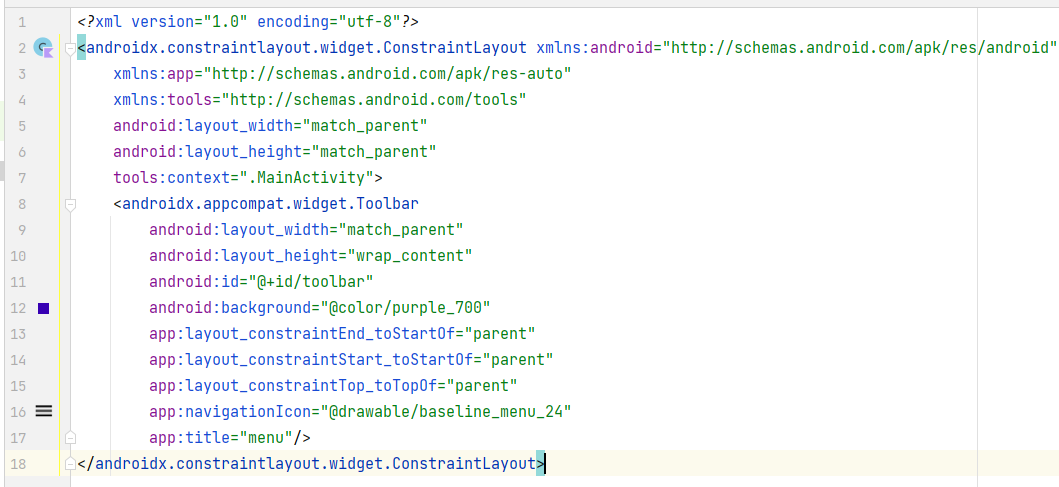 1 <?xml version="1.0" encoding="utf-8"?>
2 <androidx.constraintlayout.widget.ConstraintLayout xmlns:android="http://schemas.android.com/apk/res/android"
3     xmlns:app="http://schemas.android.com/apk/res-auto"
4     xmlns:tools="http://schemas.android.com/tools"
5     android:layout_width="match_parent"
6     android:layout_height="match_parent"
7     tools:context=".MainActivity">
8     <androidx.appcompat.widget.Toolbar
9         android:layout_width="match_parent"
10         android:layout_height="wrap_content"
11         android:id="@+id/toolbar"
12         android:background="@color/purple_700"
13         app:layout_constraintEnd_toStartOf="parent"
14         app:layout_constraintStart_toStartOf="parent"
15         app:layout_constraintTop_toTopOf="parent"
16         app:navigationIcon="@drawable/baseline_menu_24"
17         app:title="menu"/>
18 </androidx.constraintlayout.widget.ConstraintLayout>